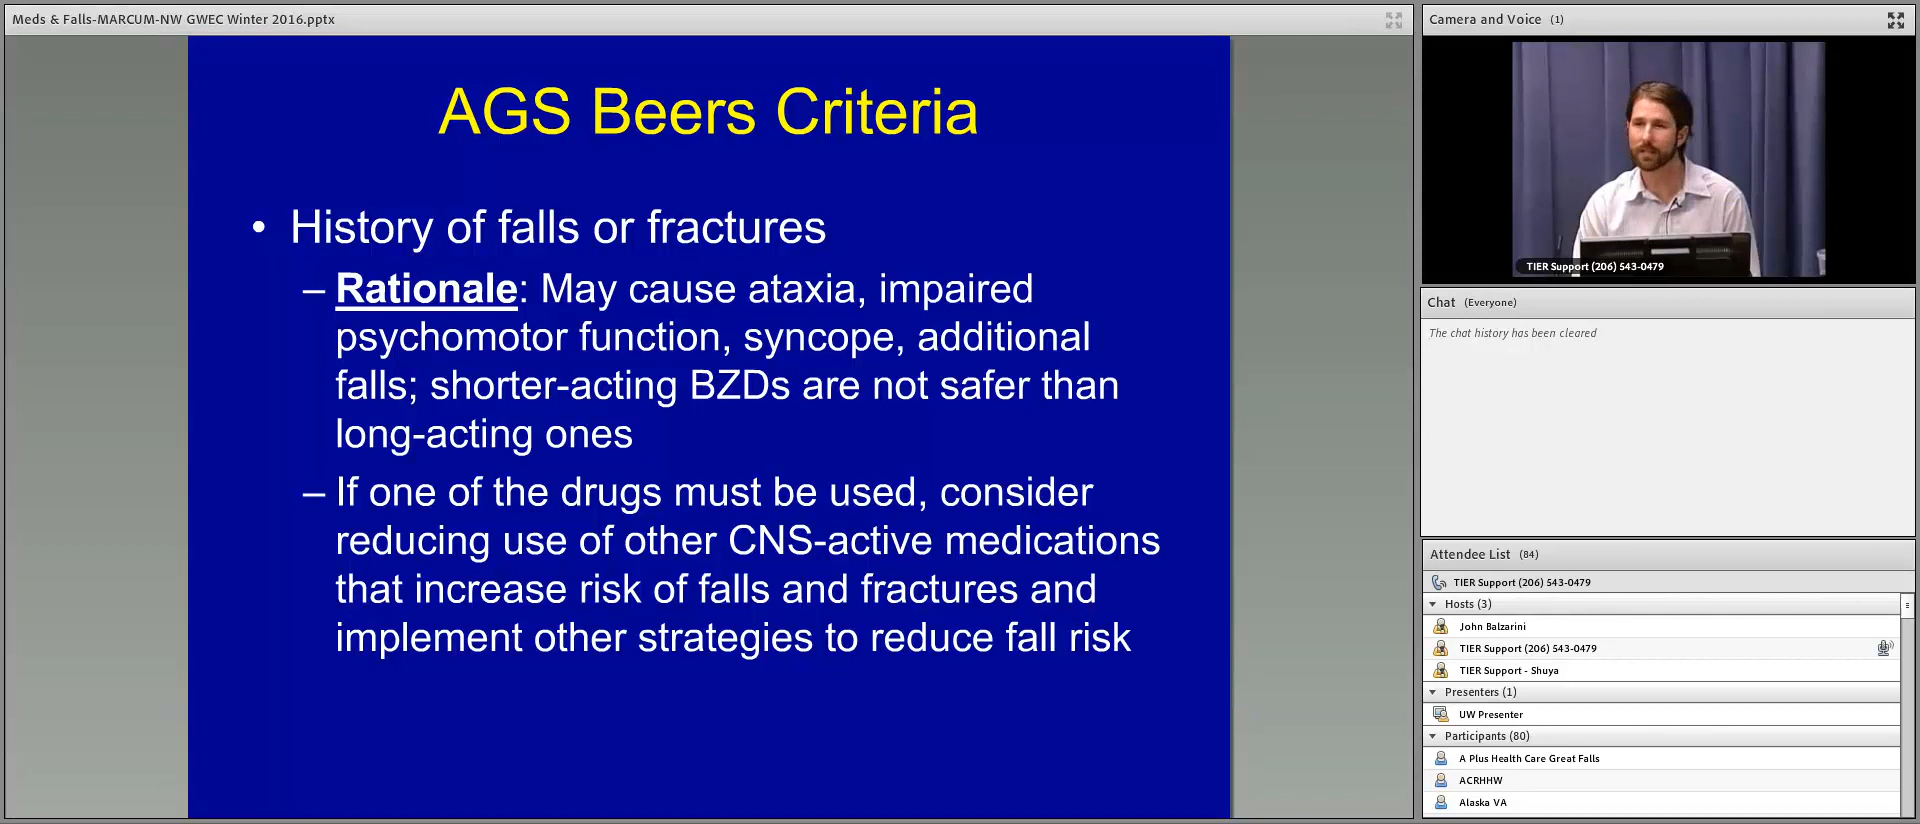 Meds & Falls-MARCUM-NW GWEC Winter 2016.pptx
AGS Beers Criteria
• History of falls or fractures
– Rationale: May cause ataxia, impaired
psychomotor function, syncope, additional
falls; shorter-acting BZDs are not safer than
long-acting ones
– If one of the drugs must be used, consider
reducing use of other CNS-active medications
that increase risk of falls and fractures and
implement other strategies to reduce fall risk
Camera and Voice (1)
TIER Support (206) 543-0479
Chat (Everyone)
The chat history has been cleared
Attendee List (84)
TIER Support (206) 543-0479
Hosts (3)
John Balzarini
TIER Support (206) 543-0479
TIER Support - Shuya
Presenters (1)
UW Presenter
Participants (80)
A Plus Health Care Great Falls
ACRHHW
Alaska VA